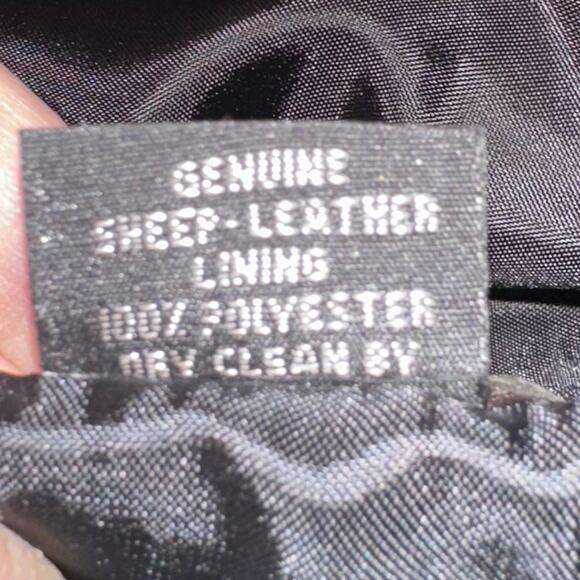 GENUINE
SHEEP-LEATHER
LINING
100% POLYESTER
DRY CLEAN BY